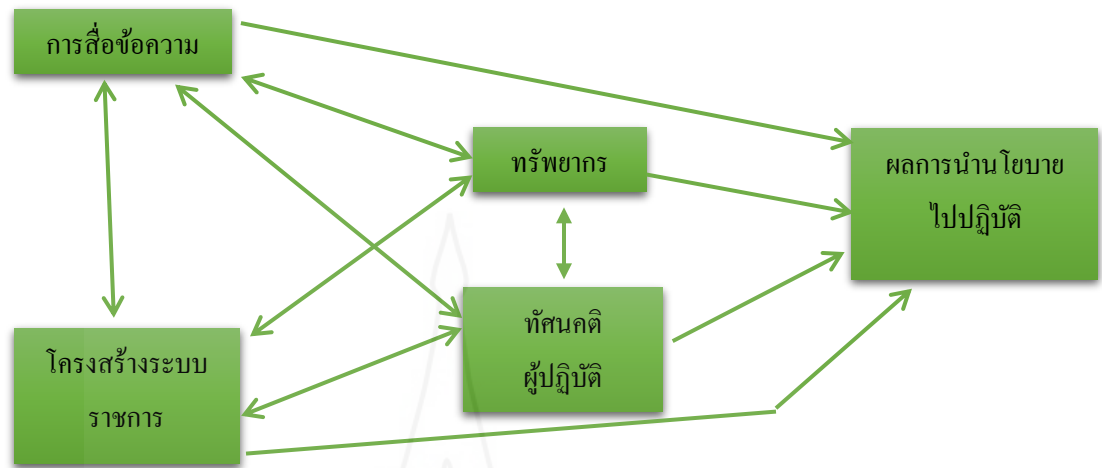 การสื่อข้อความ
ทรัพยากร
ผลการนำนโยบาย
ไปปฏิบัติ
ทัศนคติ
ผู้ปฏิบัติ
โครงสร้างระบบ
ราชการ